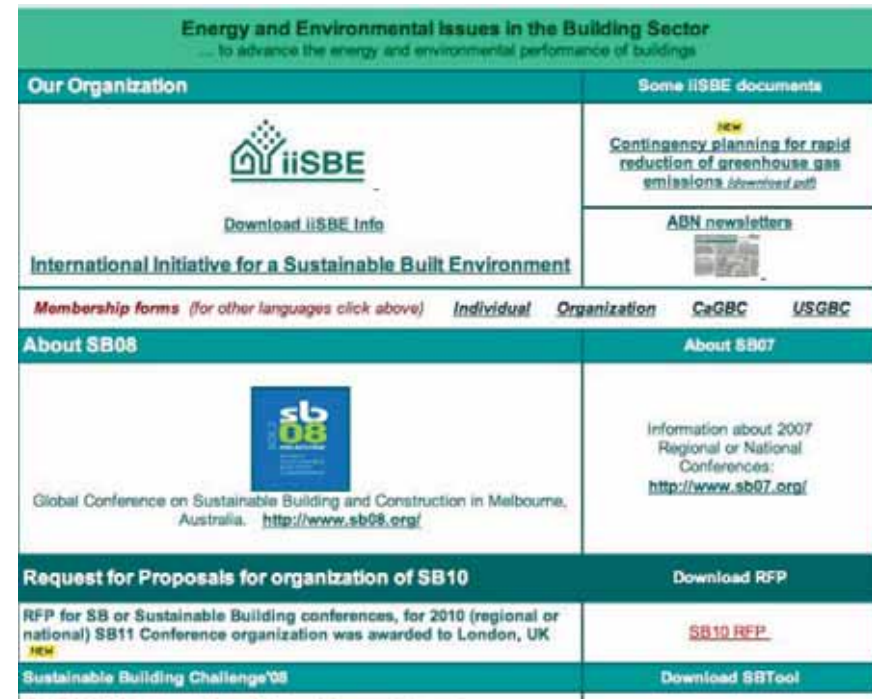 Energy and Environmental Issues in the Building Sector
... to advance the energy and environmental performance of buildings
Our Organization
Some iiSBE documents
iiSBE
Download iiSBE Info
International Initiative for a Sustainable Built Environment
NEW
Contingency planning for rapid
reduction of greenhouse gas
emissions (download pdf)
ABN newsletters
Membership forms (for other languages click above) Individual Organization CaGBC USGBC
About SB08
About SB07
sb
08
Global Conference on Sustainable Building and Construction in Melbourne,
Australia. http://www.sb08.org/
Information about 2007
Regional or National
Conferences:
http://www.sb07.org/
Request for Proposals for organization of SB10
Download RFP
RFP for SB or Sustainable Building conferences, for 2010 (regional or
national) SB11 Conference organization was awarded to London, UK
NEW
SB10 RFP
Sustainable Building Challenge'08
Download SBTool